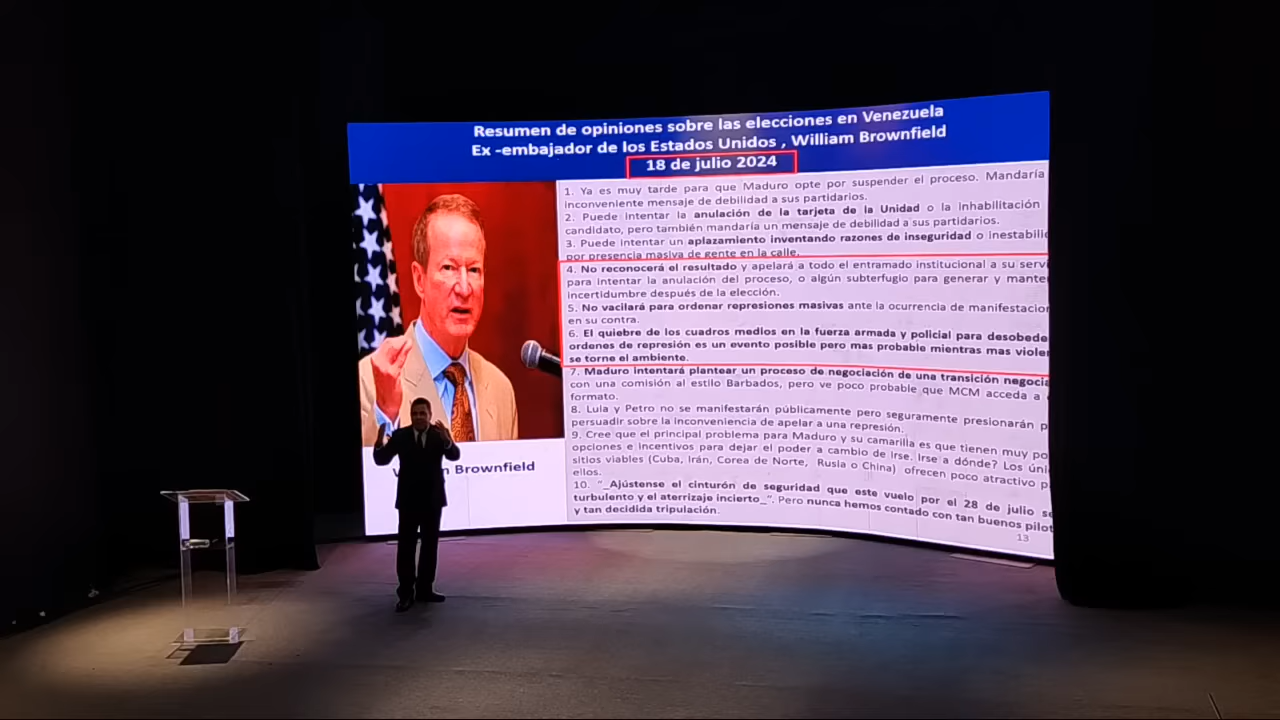 Resumen de opiniones sobre las elecciones en Venezuela
Ex -embajador de los Estados Unidos , William Brownfield
18 de julio 2024
1. Ya es muy tarde para que Maduro opte por suspender el proceso. Mandaría
inconveniente mensaje de debilidad a sus partidarios.
2. Puede intentar la anulación de la tarjeta de la Unidad o la inhabilitación
candidato, pero también mandaría un mensaje de debilidad a sus partidarios.
3. Puede intentar un aplazamiento inventando razones de inseguridad o inestabili
por presencia masiva de gente en la calle.
4. No reconocerá el resultado y apelará a todo el entramado institucional a su serv
para intentar la anulación del proceso, o algún subterfugio para generar y mante
incertidumbre después de la elección.
5. No vacilará para ordenar represiones masivas ante la ocurrencia de manifestacion
en su contra.
6. El quiebre de los cuadros medios en la fuerza armada y policial para desobede
ordenes de represión es un evento posible pero mas probable mientras mas violen
se torne el ambiente.
7. Maduro intentará plantear un proceso de negociación de una transición negocia
con una comisión al estilo Barbados, pero ve poco probable que MCM acceda a
formato.
8. Lula y Petro no se manifestarán públicamente pero seguramente presionarán p
persuadir sobre la inconveniencia de apelar a una represión.
9. Cree que el principal problema para Maduro y su camarilla es que tienen muy po
opciones e incentivos para dejar el poder a cambio de irse. Irse a dónde? Los úni
sitios viables (Cuba, Irán, Corea de Norte, Rusia o China) ofrecen poco atractivo p
ellos.
10. "_Ajústense el cinturón de seguridad que este vuelo por el 28 de julio se
turbulento y el aterrizaje incierto_". Pero nunca hemos contado con tan buenos pilot
y tan decidida tripulación.
Brownfield
13